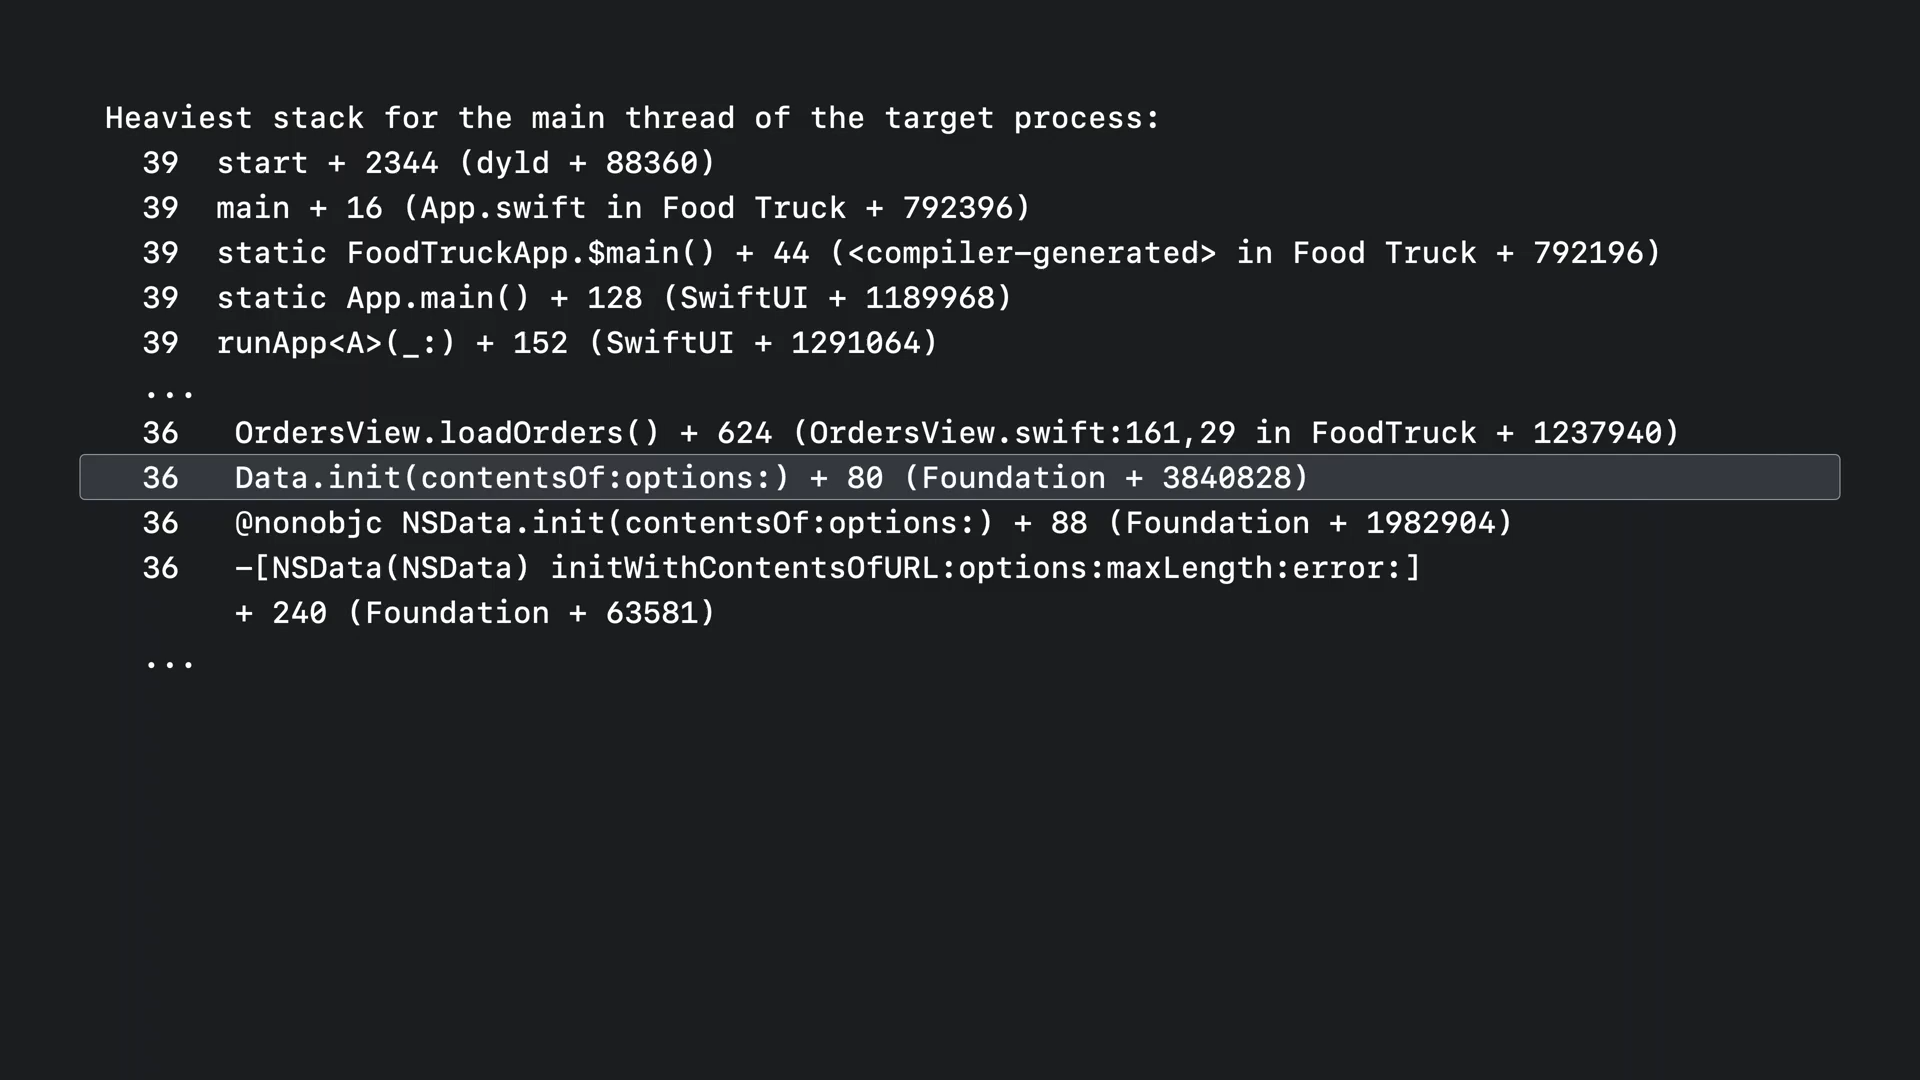 Heaviest stack for the main thread of the target process:
39 start + 2344 (dyld + 88360)
39 main + 16 (App.swift in Food Truck + 792396)
39 static FoodTruckApp.$main() + 44 (<compiler-generated> in Food Truck + 792196)
39 static App.main() + 128 (SwiftUI + 1189968)
39 runApp<A>(_:) + 152 (SwiftUI + 1291064)
...
36 OrdersView.loadOrders() + 624 (OrdersView.swift:161,29 in FoodTruck + 1237940)
36 Data.init(contentsOf:options:) + 80 (Foundation + 3840828)
36 @nonobjc NSData.init(contentsOf:options:) + 88 (Foundation + 1982904)
36 -[NSData(NSData) initWithContentsOfURL:options:maxLength:error:]
+ 240 (Foundation + 63581)
...